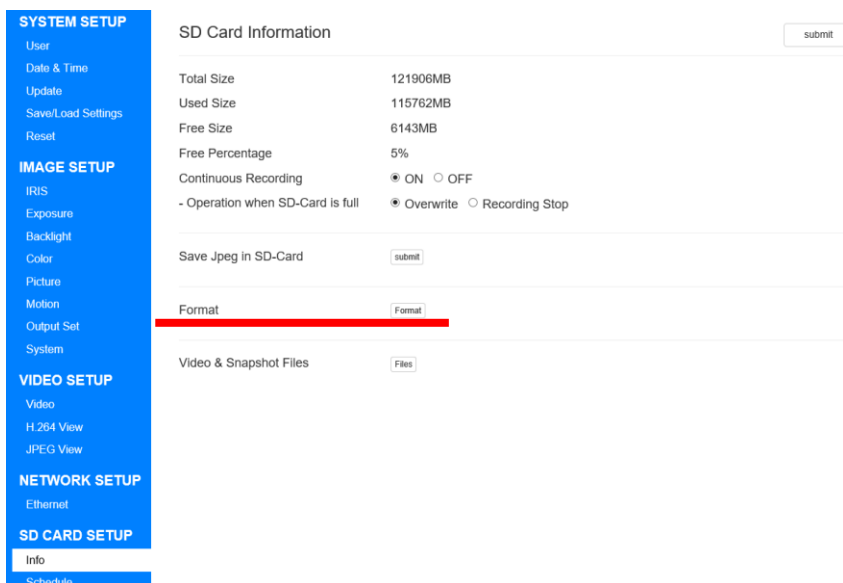 SYSTEM SETUP
User
Date & Time
Update
Save/Load Settings
Reset
IMAGE SETUP
IRIS
Exposure
Backlight
Color
Picture
Motion
Output Set
System
VIDEO SETUP
Video
H.264 View
JPEG View
NETWORK SETUP
Ethernet
SD CARD SETUP
Info
Schedule
SD Card Information
submit
Total Size 121906MB
Used Size 115762MB
Free Size 6143MB
Free Percentage 5%
Continuous Recording ON OFF
- Operation when SD-Card is full Overwrite Recording Stop
Save Jpeg in SD-Card submit
Format Format
Video & Snapshot Files Files